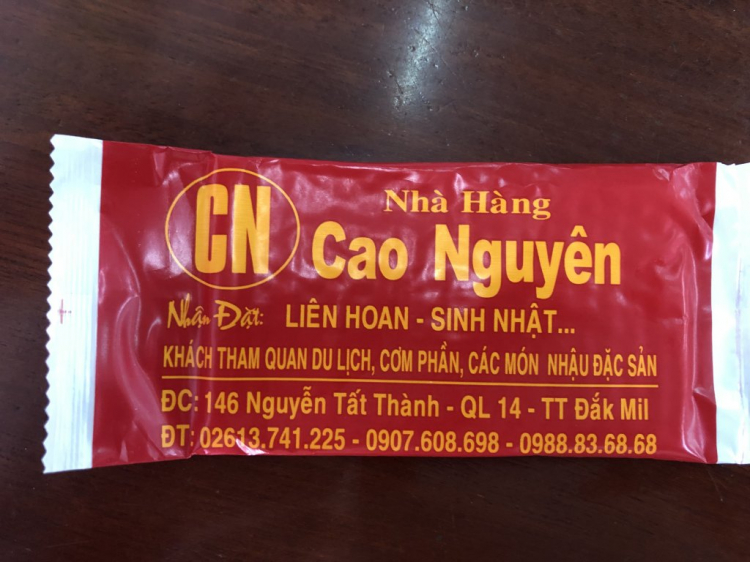 CN
Nhà Hàng
Cao Nguyên
Nhận Đặt: LIÊN HOAN - SINH NHẬT...
KHÁCH THAM QUAN DU LỊCH, CƠM PHẦN, CÁC MÓN NHẬU ĐẶC SẢN
ĐC: 146 Nguyễn Tất Thành - QL 14 - TT Đắk Mil
ĐT: 02613.741.225 - 0907.608.698 - 0988.83.68.68